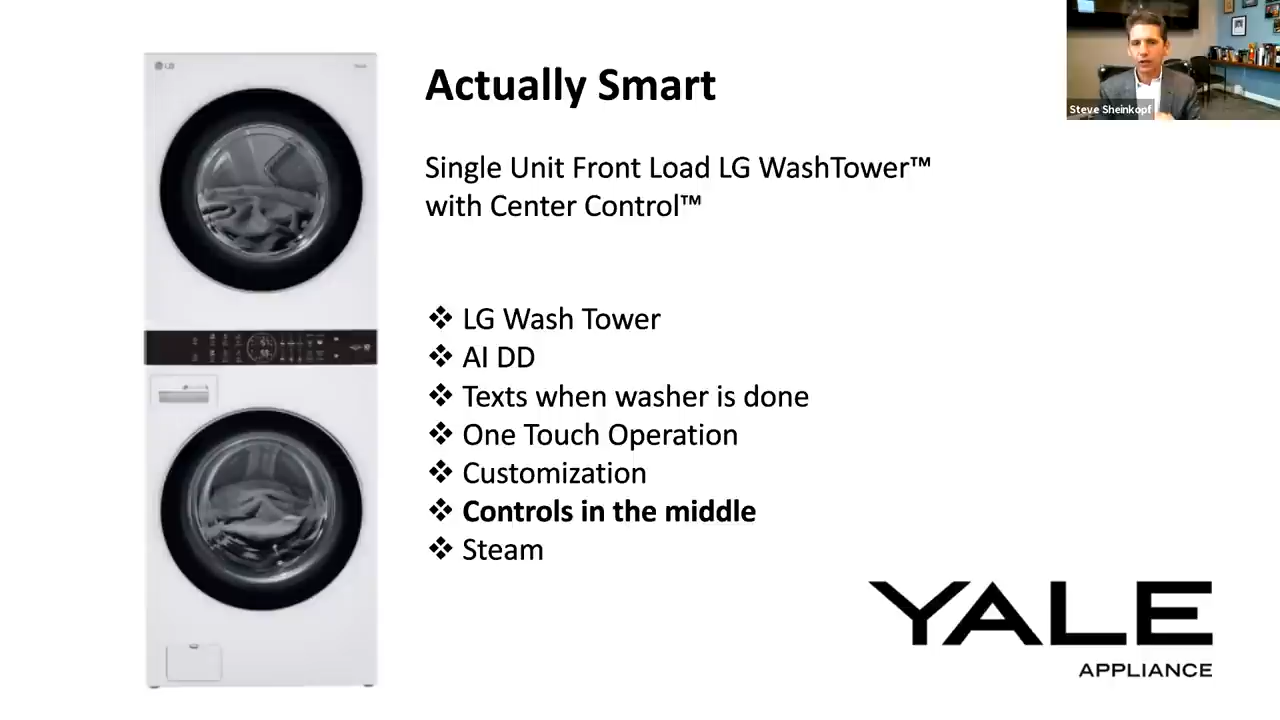 LG
Actually Smart
Steve Sheinkopf
Single Unit Front Load LG WashTower™
with Center Control™
❖ LG Wash Tower
❖ AI DD
❖ Texts when washer is done
❖ One Touch Operation
❖ Customization
❖ Controls in the middle
❖ Steam
YALE
APPLIANCE